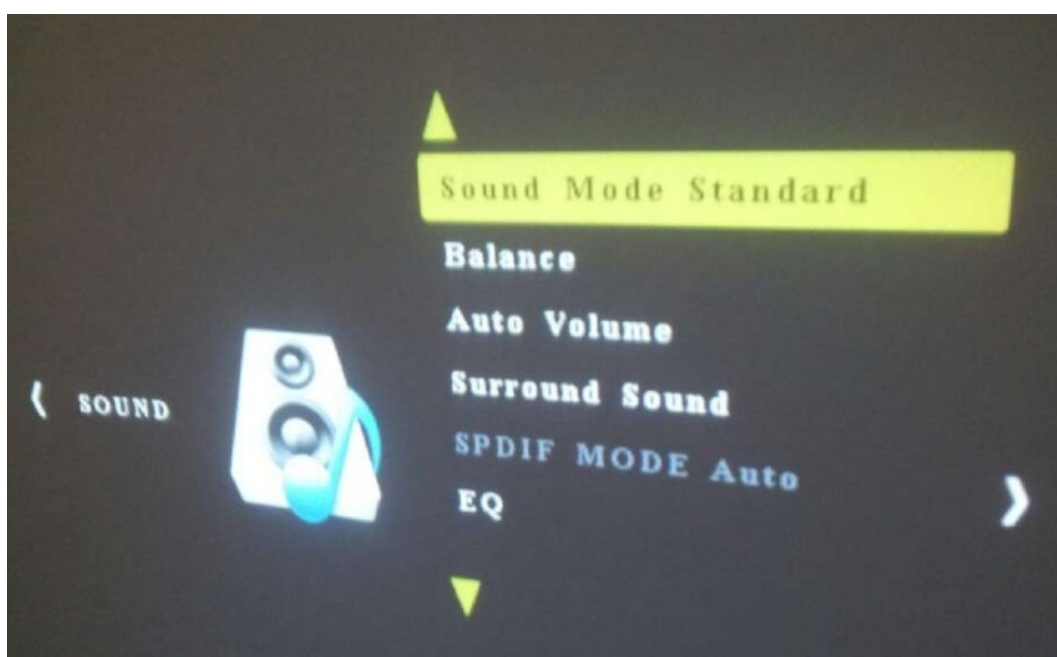 Sound Mode Standard
Balance
Auto Volume
Surround Sound
SOUND
SPDIF MODE Auto
EQ